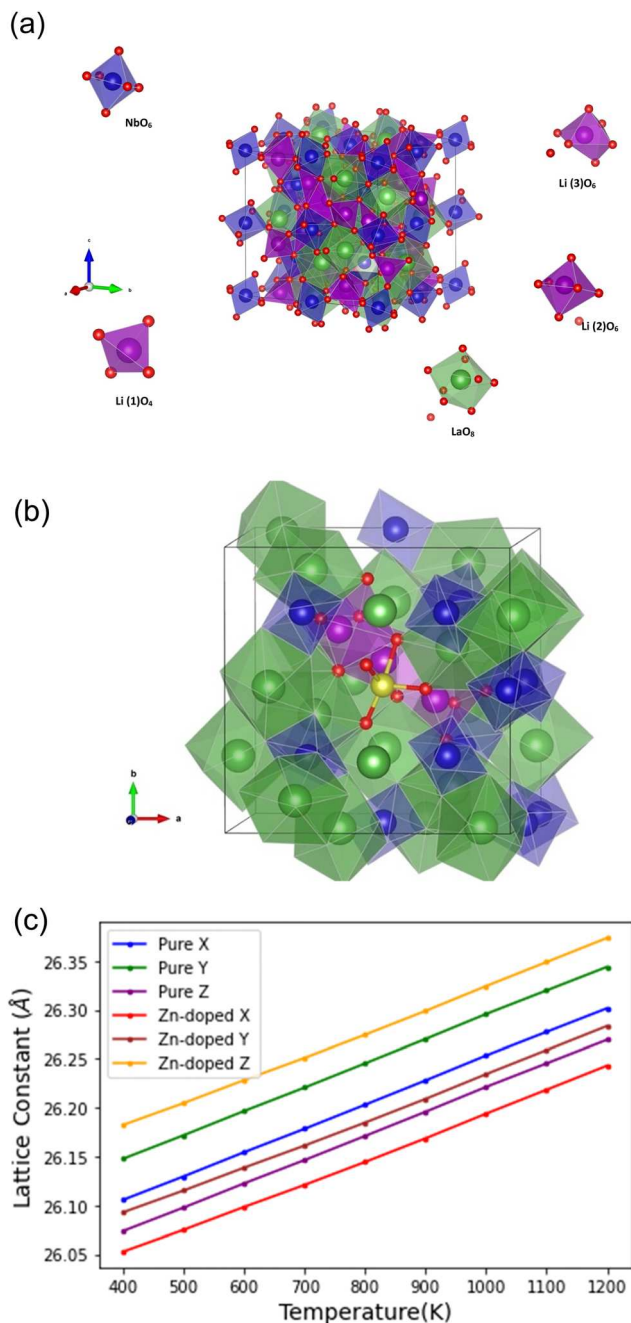 (a)
NbO₆
Li (3)O₆
c
a
b
Li (2)O₆
Li (1)O₄
LaO₈
(b)
b
a
(c)
Pure X
Pure Y
Pure Z
Zn-doped X
Zn-doped Y
Zn-doped Z
26.35
26.30
26.25
26.20
26.15
26.10
26.05
Lattice Constant (Å)
400 500 600 700 800 900 1000 1100 1200
Temperature(K)